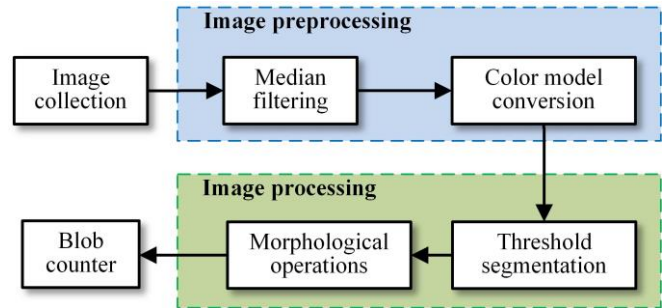 Image preprocessing
Image
collection
Median
filtering
Color model
conversion
Image processing
Blob
counter
Morphological
operations
Threshold
segmentation